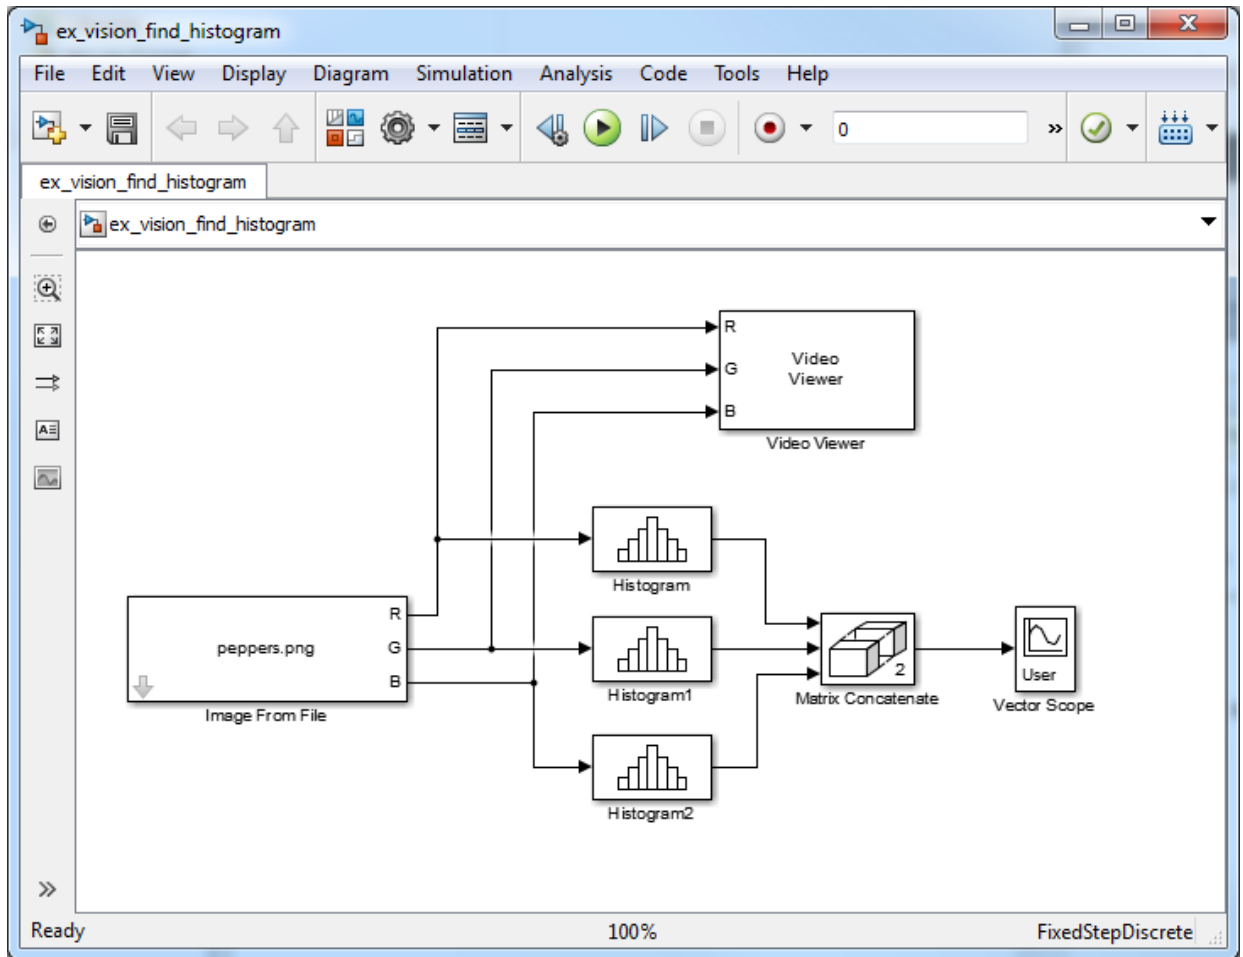 ex_vision_find_histogram
File Edit View Display Diagram Simulation Analysis Code Tools Help
0 »
ex_vision_find_histogram
ex_vision_find_histogram
R
G
B
Video
Viewer
Video Viewer
Histogram
R
G
B
peppers.png
Image From File
Histogram1
2
Matrix Concatenate
User
Vector Scope
Histogram2
Ready 100% FixedStepDiscrete